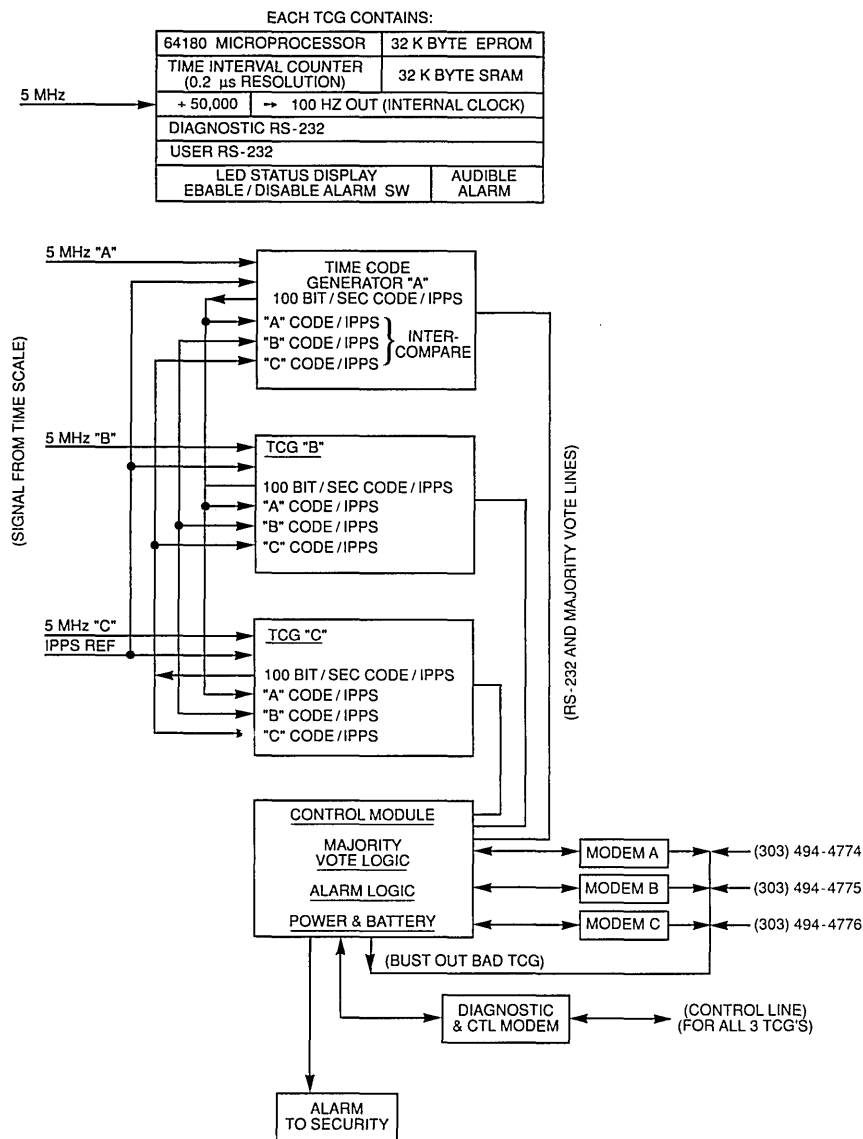 EACH TCG CONTAINS:
64180 MICROPROCESSOR
32 K BYTE EPROM
TIME INTERVAL COUNTER
(0.2 µs RESOLUTION)
32 K BYTE SRAM
5 MHz
÷ 50,000
→ 100 HZ OUT (INTERNAL CLOCK)
DIAGNOSTIC RS-232
USER RS-232
LED STATUS DISPLAY
EBABLE / DISABLE ALARM SW
AUDIBLE
ALARM
(SIGNAL FROM TIME SCALE)
5 MHz "A"
TIME CODE
GENERATOR "A"
100 BIT / SEC CODE / IPPS
"A" CODE / IPPS
"B" CODE / IPPS
"C" CODE / IPPS
INTER-
COMPARE
5 MHz "B"
TCG "B"
100 BIT / SEC CODE / IPPS
"A" CODE / IPPS
"B" CODE / IPPS
"C" CODE / IPPS
5 MHz "C"
IPPS REF
TCG "C"
100 BIT / SEC CODE / IPPS
"A" CODE / IPPS
"B" CODE / IPPS
"C" CODE / IPPS
(RS-232 AND MAJORITY VOTE LINES)
CONTROL MODULE
MAJORITY
VOTE LOGIC
ALARM LOGIC
POWER & BATTERY
MODEM A
(303) 494-4774
MODEM B
(303) 494-4775
MODEM C
(303) 494-4776
(BUST OUT BAD TCG)
DIAGNOSTIC
& CTL MODEM
(CONTROL LINE)
(FOR ALL 3 TCG'S)
ALARM
TO SECURITY